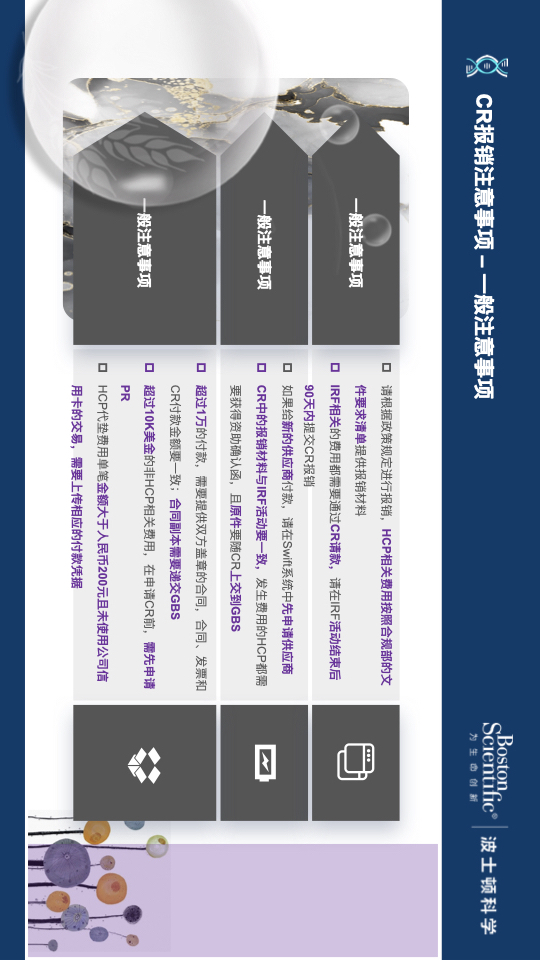 CR报销注意事项 – 一般注意事项
Boston
Scientific®
为生命创新
波士顿科学
一般注意事项
请根据政策规定进行报销，HCP相关费用按照合规部的文
件要求清单提供报销材料
IRF相关的费用都需要通过CR请款，请在IRF活动结束后
90天内提交CR报销
一般注意事项
如果给新的供应商付款，请在Swift系统中先申请供应商
CR中的报销材料与IRF活动要一致，发生费用的HCP都需
要获得资助确认函，且原件要随CR上交到GBS
一般注意事项
超过1万的付款，需要提供双方盖章的合同，合同、发票和
CR付款金额要一致；合同副本需要递交GBS
超过10K美金的非HCP相关费用，在申请CR前，需先申请
PR
HCP代垫费用单笔金额大于人民币200元且未使用公司信
用卡的交易，需要上传相应的付款凭据